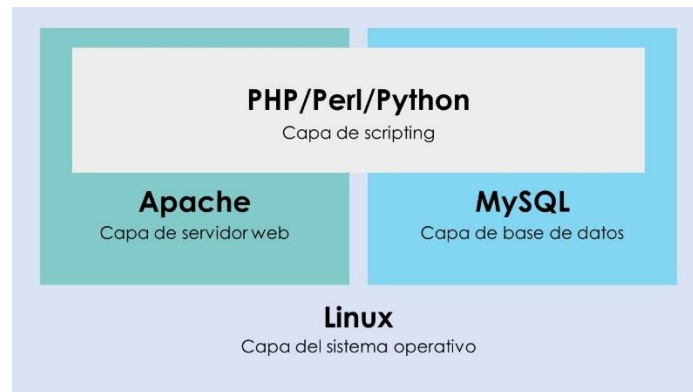 PHP/Perl/Python
Capa de scripting
Apache
Capa de servidor web
MySQL
Capa de base de datos
Linux
Capa del sistema operativo